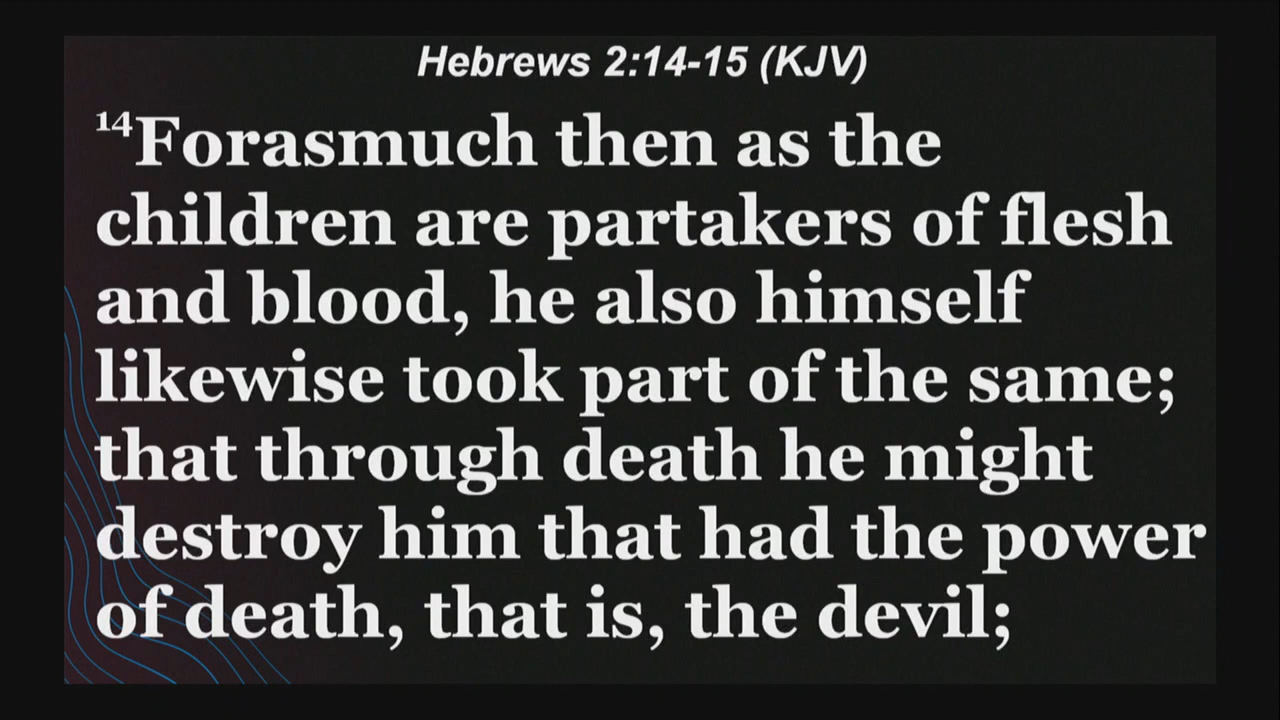 Hebrews 2:14-15 (KJV)
14Forasmuch then as the
children are partakers of flesh
and blood, he also himself
likewise took part of the same;
that through death he might
destroy him that had the power
of death, that is, the devil;